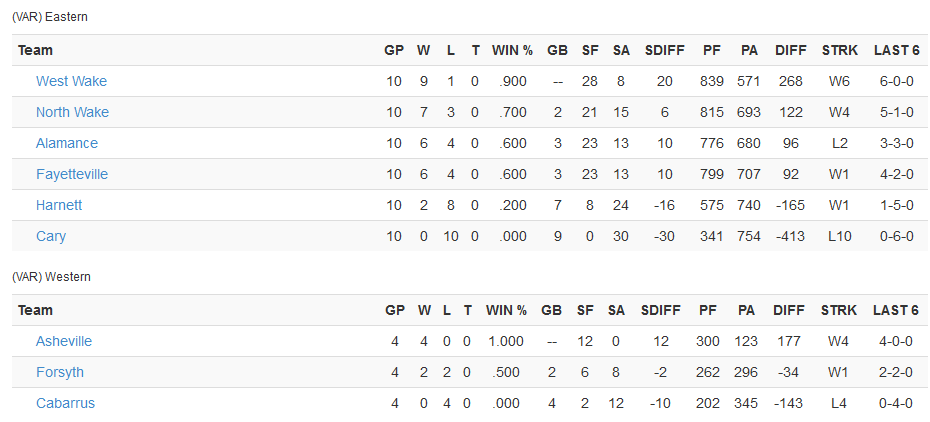 (VAR) Eastern
Team GP W L T WIN % GB SF SA SDIFF PF PA DIFF STRK LAST 6
West Wake 10 9 1 0 .900 -- 28 8 20 839 571 268 W6 6-0-0
North Wake 10 7 3 0 .700 2 21 15 6 815 693 122 W4 5-1-0
Alamance 10 6 4 0 .600 3 23 13 10 776 680 96 L2 3-3-0
Fayetteville 10 6 4 0 .600 3 23 13 10 799 707 92 W1 4-2-0
Harnett 10 2 8 0 .200 7 8 24 -16 575 740 -165 W1 1-5-0
Cary 10 0 10 0 .000 9 0 30 -30 341 754 -413 L10 0-6-0
(VAR) Western
Team GP W L T WIN % GB SF SA SDIFF PF PA DIFF STRK LAST 6
Asheville 4 4 0 0 1.000 -- 12 0 12 300 123 177 W4 4-0-0
Forsyth 4 2 2 0 .500 2 6 8 -2 262 296 -34 W1 2-2-0
Cabarrus 4 0 4 0 .000 4 2 12 -10 202 345 -143 L4 0-4-0